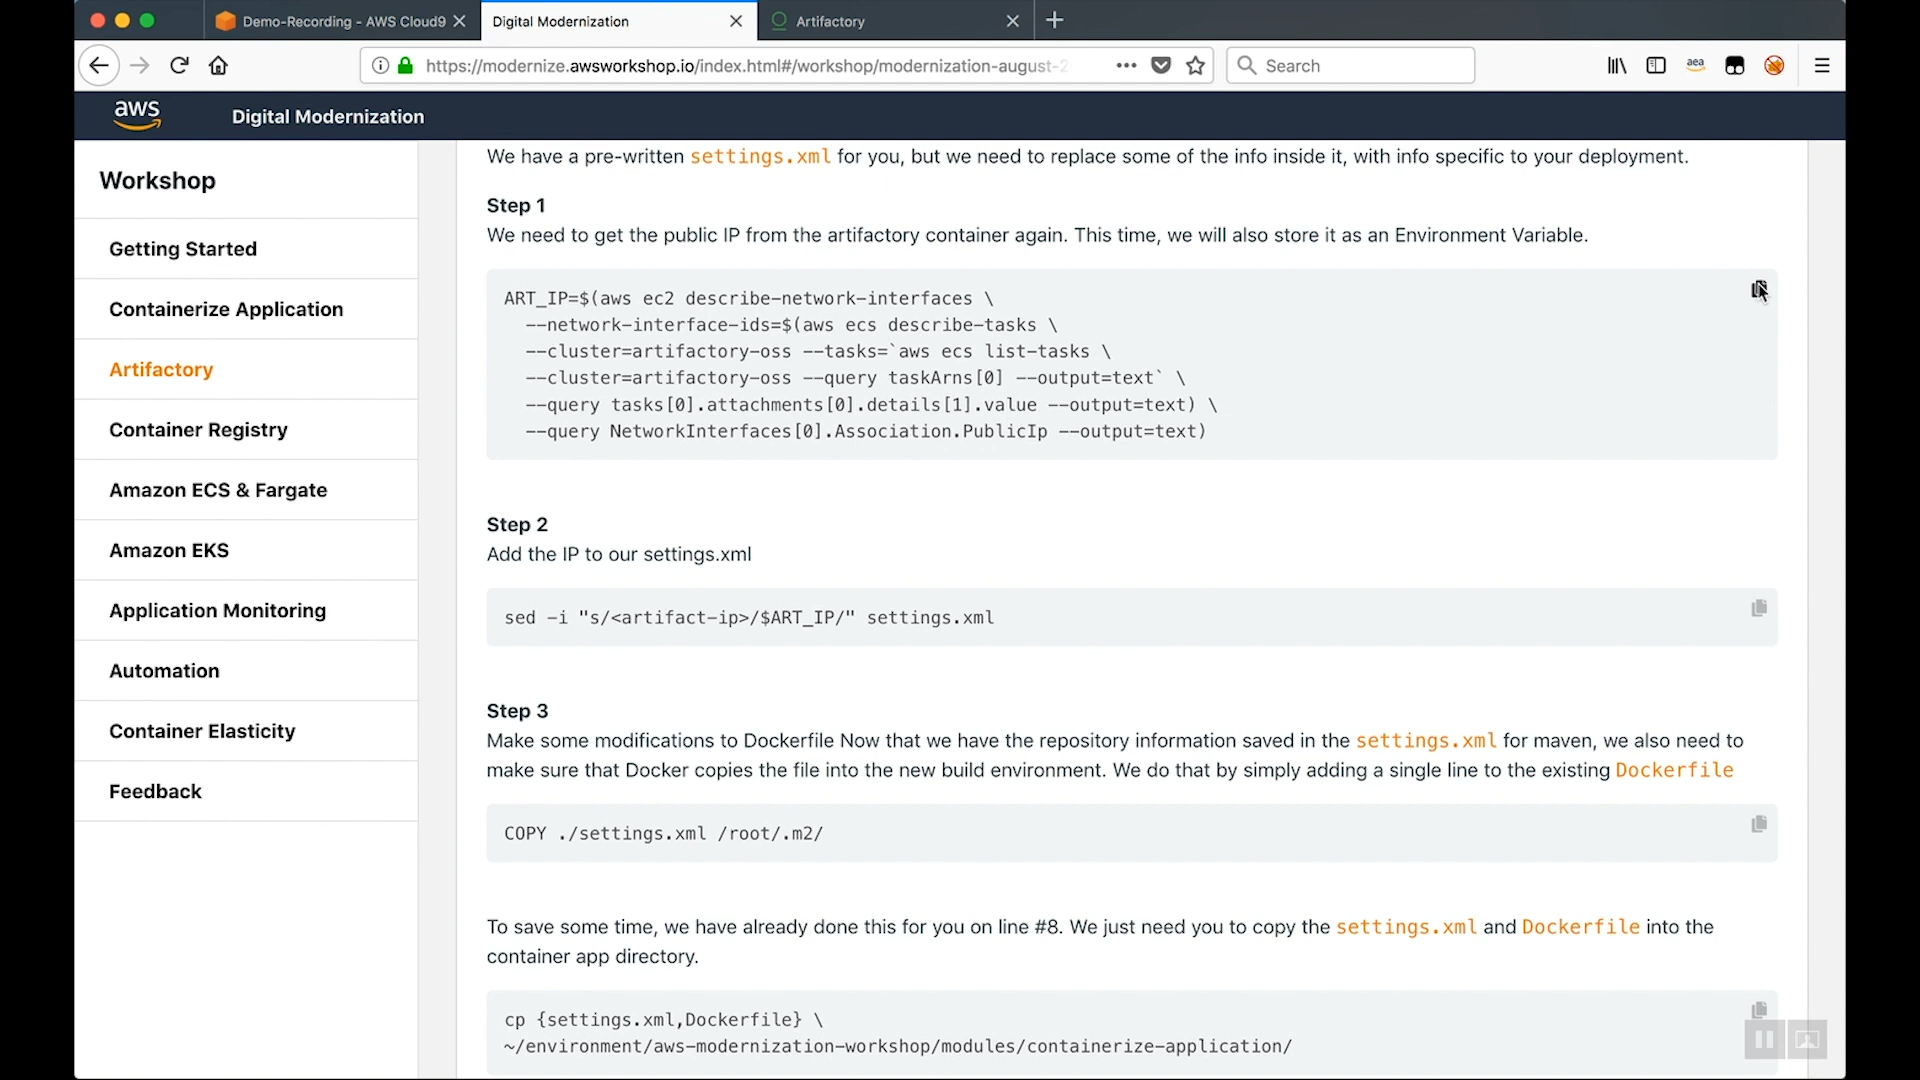 Demo-Recording - AWS Cloud9
Digital Modernization
Artifactory
https://modernize.awsworkshop.io/index.html#/workshop/modernization-august-2
Search
aea
aws
Digital Modernization
Workshop
Getting Started
Containerize Application
Artifactory
Container Registry
Amazon ECS & Fargate
Amazon EKS
Application Monitoring
Automation
Container Elasticity
Feedback
We have a pre-written settings.xml for you, but we need to replace some of the info inside it, with info specific to your deployment.
Step 1
We need to get the public IP from the artifactory container again. This time, we will also store it as an Environment Variable.
ART_IP=$(aws ec2 describe-network-interfaces \
--network-interface-ids=$(aws ecs describe-tasks \
--cluster=artifactory-oss --tasks=`aws ecs list-tasks \
--cluster=artifactory-oss --query taskArns[0] --output=text` \
--query tasks[0].attachments[0].details[1].value --output=text) \
--query NetworkInterfaces[0].Association.PublicIp --output=text)
Step 2
Add the IP to our settings.xml
sed -i "s/<artifact-ip>/$ART_IP/" settings.xml
Step 3
Make some modifications to Dockerfile Now that we have the repository information saved in the settings.xml for maven, we also need to
make sure that Docker copies the file into the new build environment. We do that by simply adding a single line to the existing Dockerfile
COPY ./settings.xml /root/.m2/
To save some time, we have already done this for you on line #8. We just need you to copy the settings.xml and Dockerfile into the
container app directory.
cp {settings.xml,Dockerfile} \
~/environment/aws-modernization-workshop/modules/containerize-application/